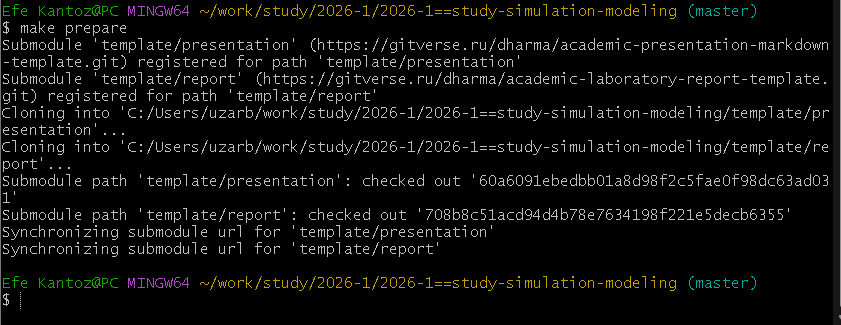 Efe Kantoz@PC MINGW64 ~/work/study/2026-1/2026-1==study-simulation-modeling (master)
$ make prepare
Submodule 'template/presentation' (https://gitverse.ru/dharma/academic-presentation-markdown
-template.git) registered for path 'template/presentation'
Submodule 'template/report' (https://gitverse.ru/dharma/academic-laboratory-report-template.
git) registered for path 'template/report'
Cloning into 'C:/Users/uzarb/work/study/2026-1/2026-1==study-simulation-modeling/template/pr
esentation'...
Cloning into 'C:/Users/uzarb/work/study/2026-1/2026-1==study-simulation-modeling/template/re
port'...
Submodule path 'template/presentation': checked out '60a6091ebedbb01a8d98f2c5fae0f98dc63ad03
1'
Submodule path 'template/report': checked out '708b8c51acd94d4b78e7634198f221e5decb6355'
Synchronizing submodule url for 'template/presentation'
Synchronizing submodule url for 'template/report'
Efe Kantoz@PC MINGW64 ~/work/study/2026-1/2026-1==study-simulation-modeling (master)
$